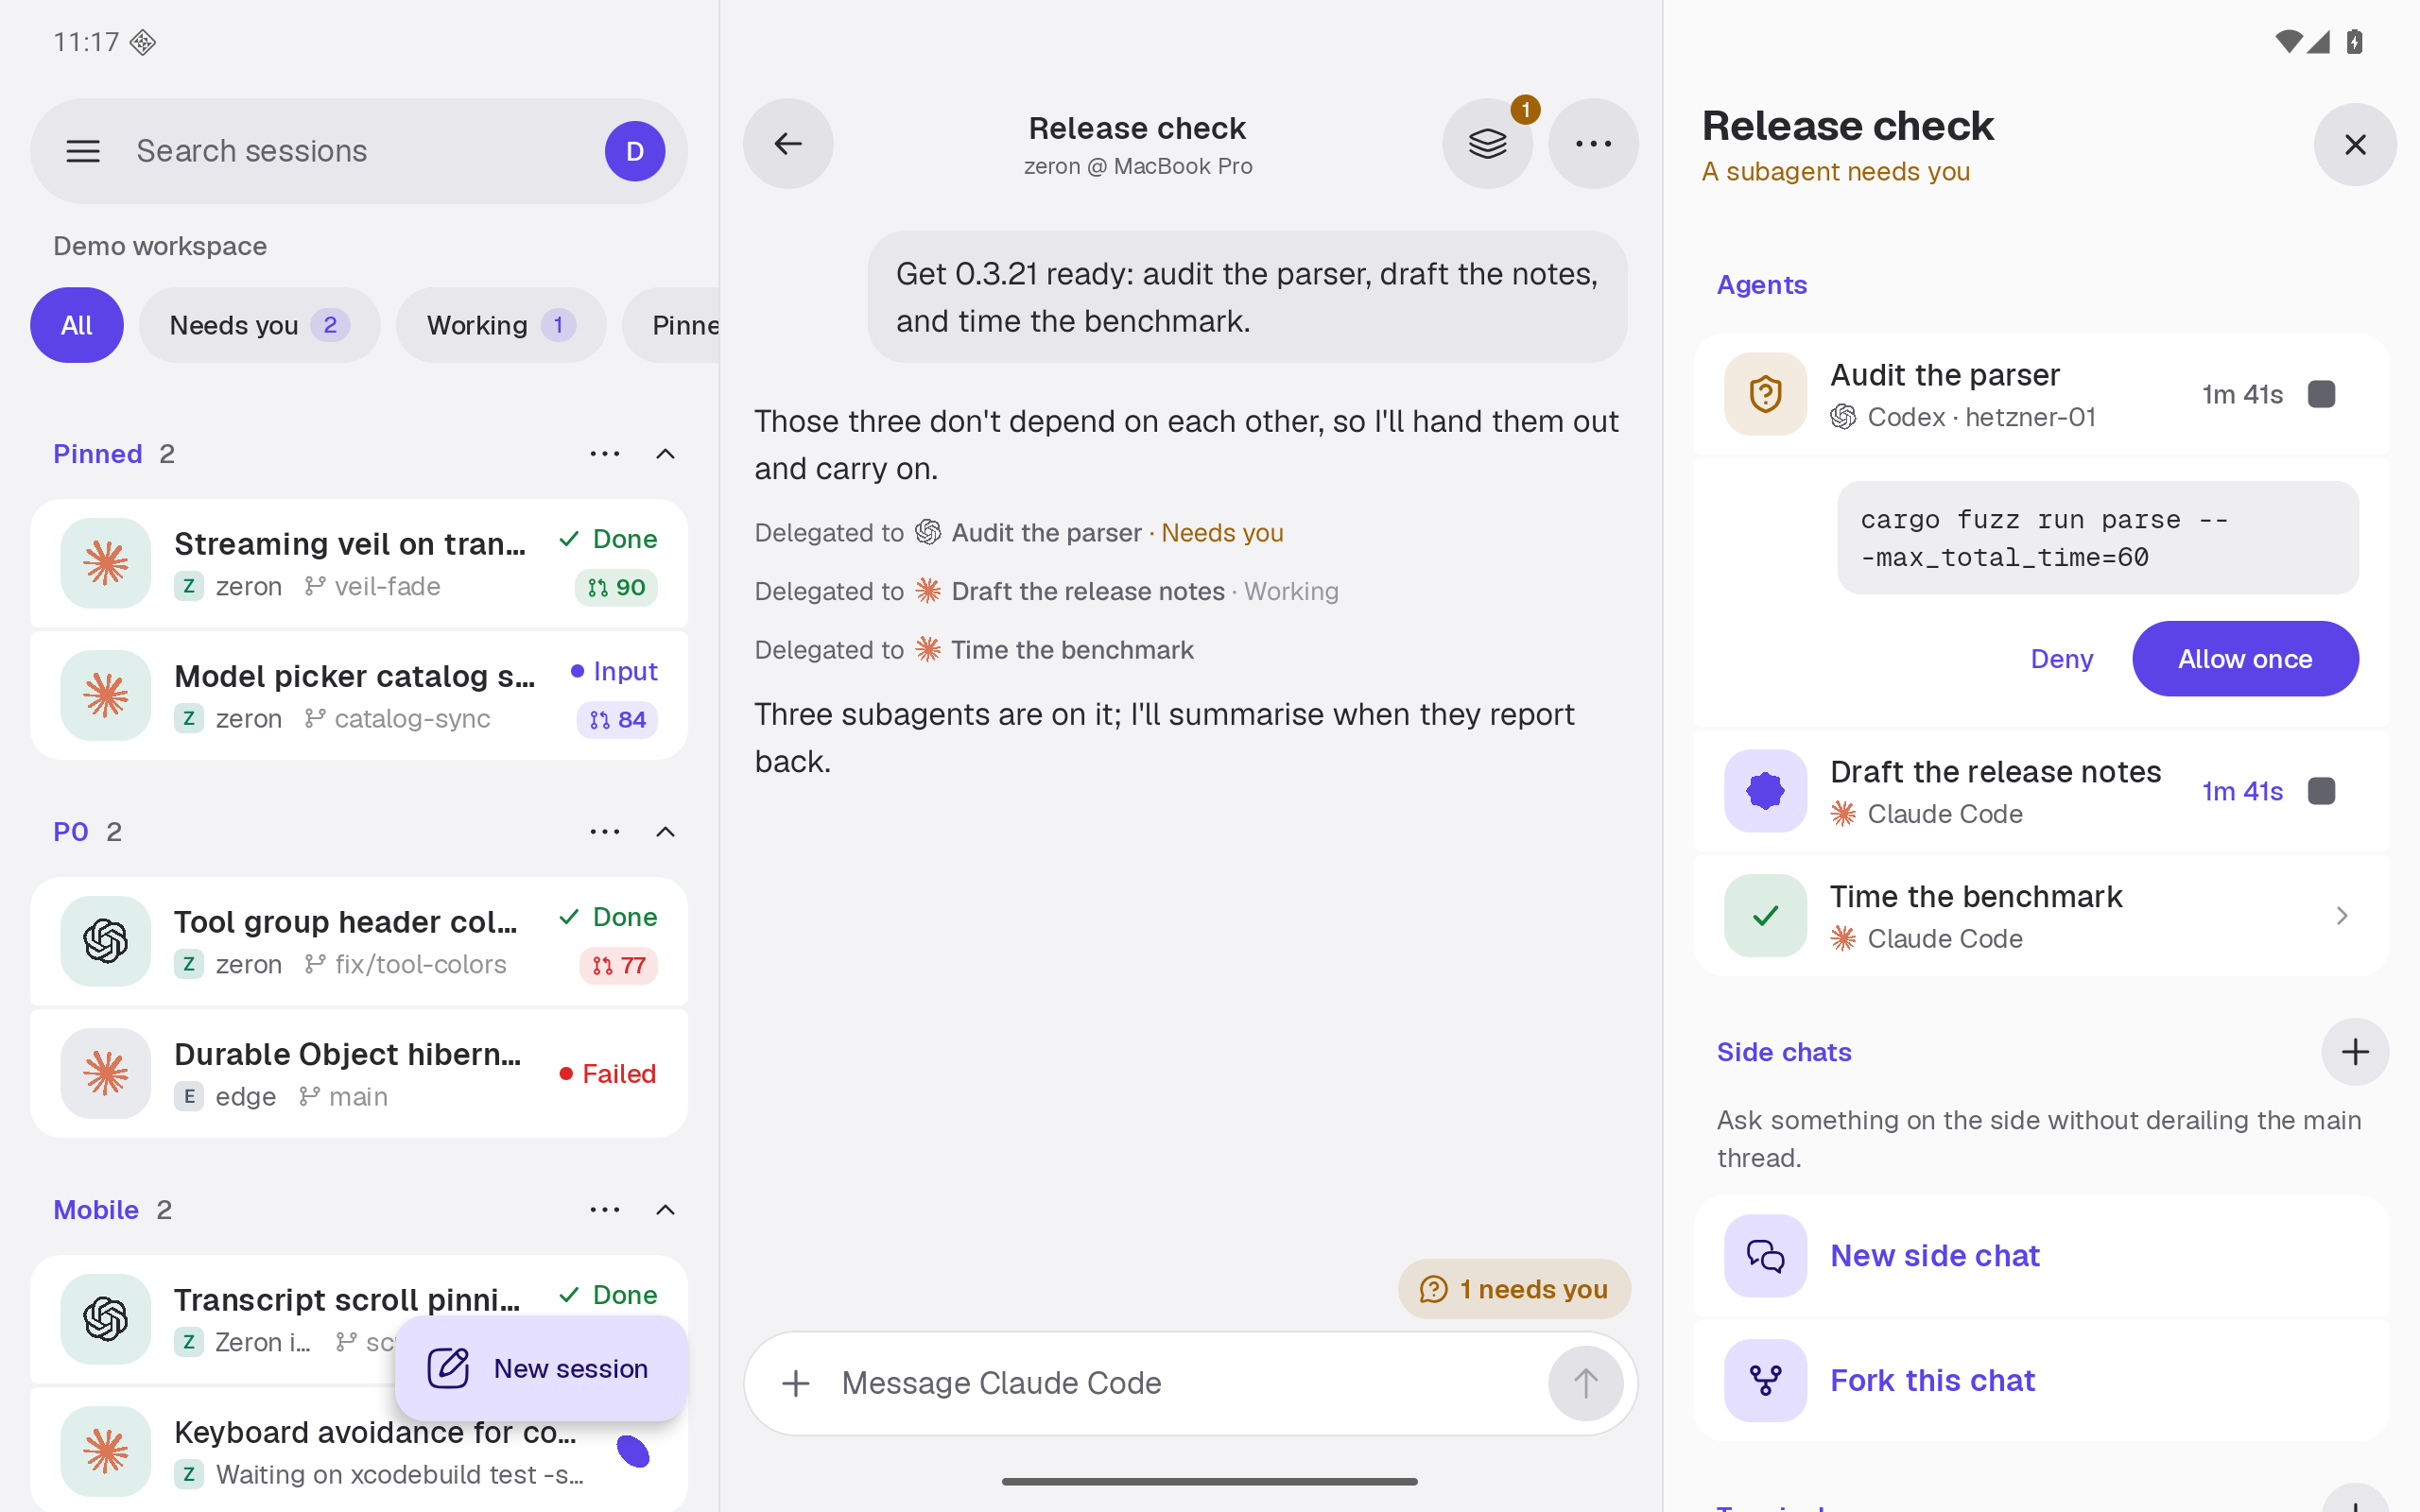 11:17
Search sessions
D
Demo workspace
All
Needs you 2
Working 1
Pinne
Pinned 2
Streaming veil on tran...
Done
Z zeron veil-fade
90
Model picker catalog s...
Input
Z zeron catalog-sync
84
P0 2
Tool group header col...
Done
Z zeron fix/tool-colors
77
Durable Object hibern...
Failed
E edge main
Mobile 2
Transcript scroll pinni...
Done
Z Zeron i...
New session
Keyboard avoidance for co...
Z Waiting on xcodebuild test -s...
Release check
zeron @ MacBook Pro
1
Get 0.3.21 ready: audit the parser, draft the notes,
and time the benchmark.
Those three don't depend on each other, so I'll hand them out
and carry on.
Delegated to Audit the parser · Needs you
Delegated to Draft the release notes · Working
Delegated to Time the benchmark
Three subagents are on it; I'll summarise when they report
back.
1 needs you
Message Claude Code
Release check
A subagent needs you
Agents
Audit the parser
Codex · hetzner-01
1m 41s
cargo fuzz run parse --
-max_total_time=60
Deny
Allow once
Draft the release notes
Claude Code
1m 41s
Time the benchmark
Claude Code
Side chats
Ask something on the side without derailing the main
thread.
New side chat
Fork this chat